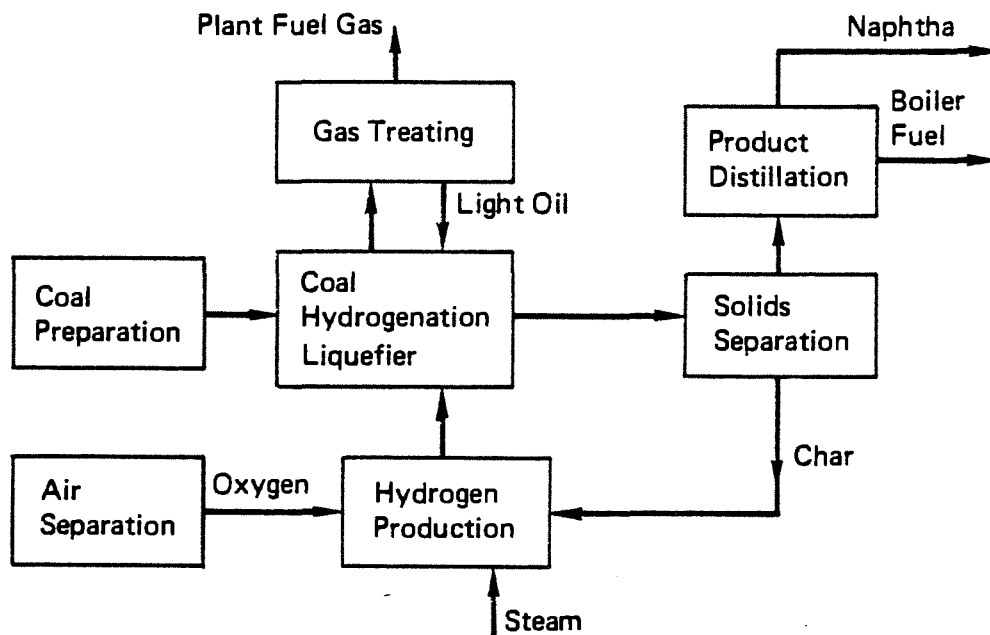 Plant Fuel Gas
Naphtha
Gas Treating
Boiler
Fuel
Product
Distillation
Light Oil
Coal
Preparation
Coal
Hydrogenation
Liquefier
Solids
Separation
Char
Air
Separation
Oxygen
Hydrogen
Production
Steam